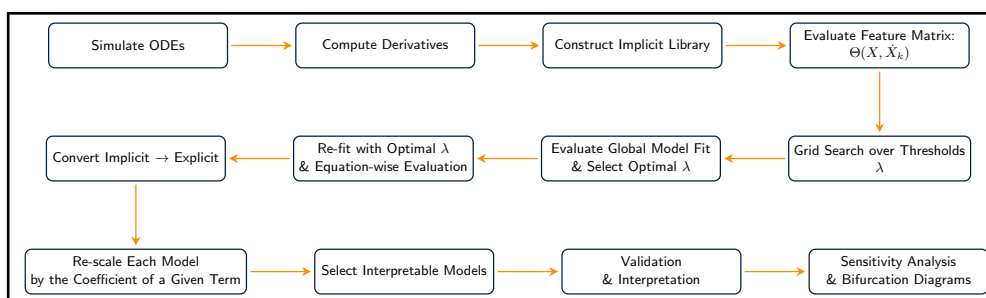 Simulate ODEs
Compute Derivatives
Construct Implicit Library
Evaluate Feature Matrix:
Θ(X, Ẋₖ)
Grid Search over Thresholds
λ
Evaluate Global Model Fit
& Select Optimal λ
Re-fit with Optimal λ
& Equation-wise Evaluation
Convert Implicit → Explicit
Re-scale Each Model
by the Coefficient of a Given Term
Select Interpretable Models
Validation
& Interpretation
Sensitivity Analysis
& Bifurcation Diagrams